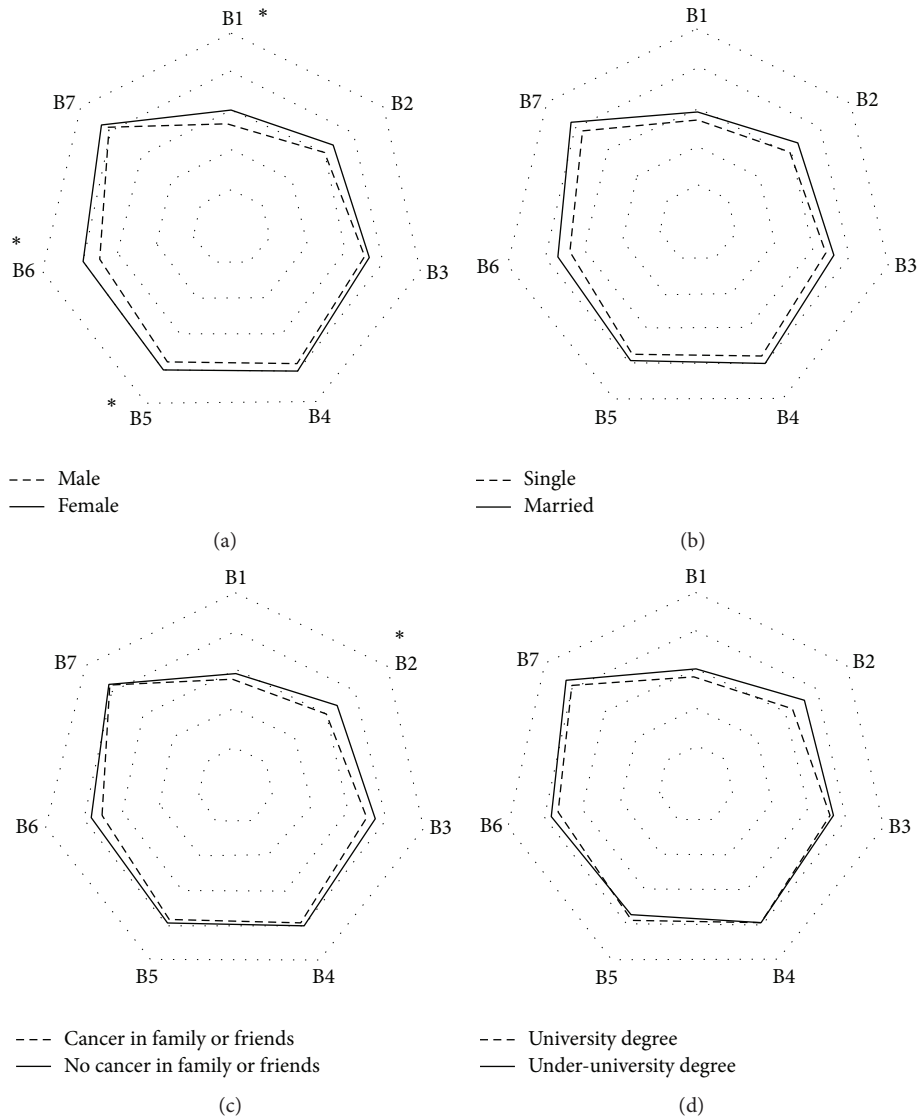 B1 *
B2
B3
B4
* B5
* B6
B7
Male
Female
(a)
B1
B2
B3
B4
B5
B6
B7
Single
Married
(b)
B1
* B2
B3
B4
B5
B6
B7
Cancer in family or friends
No cancer in family or friends
(c)
B1
B2
B3
B4
B5
B6
B7
University degree
Under-university degree
(d)